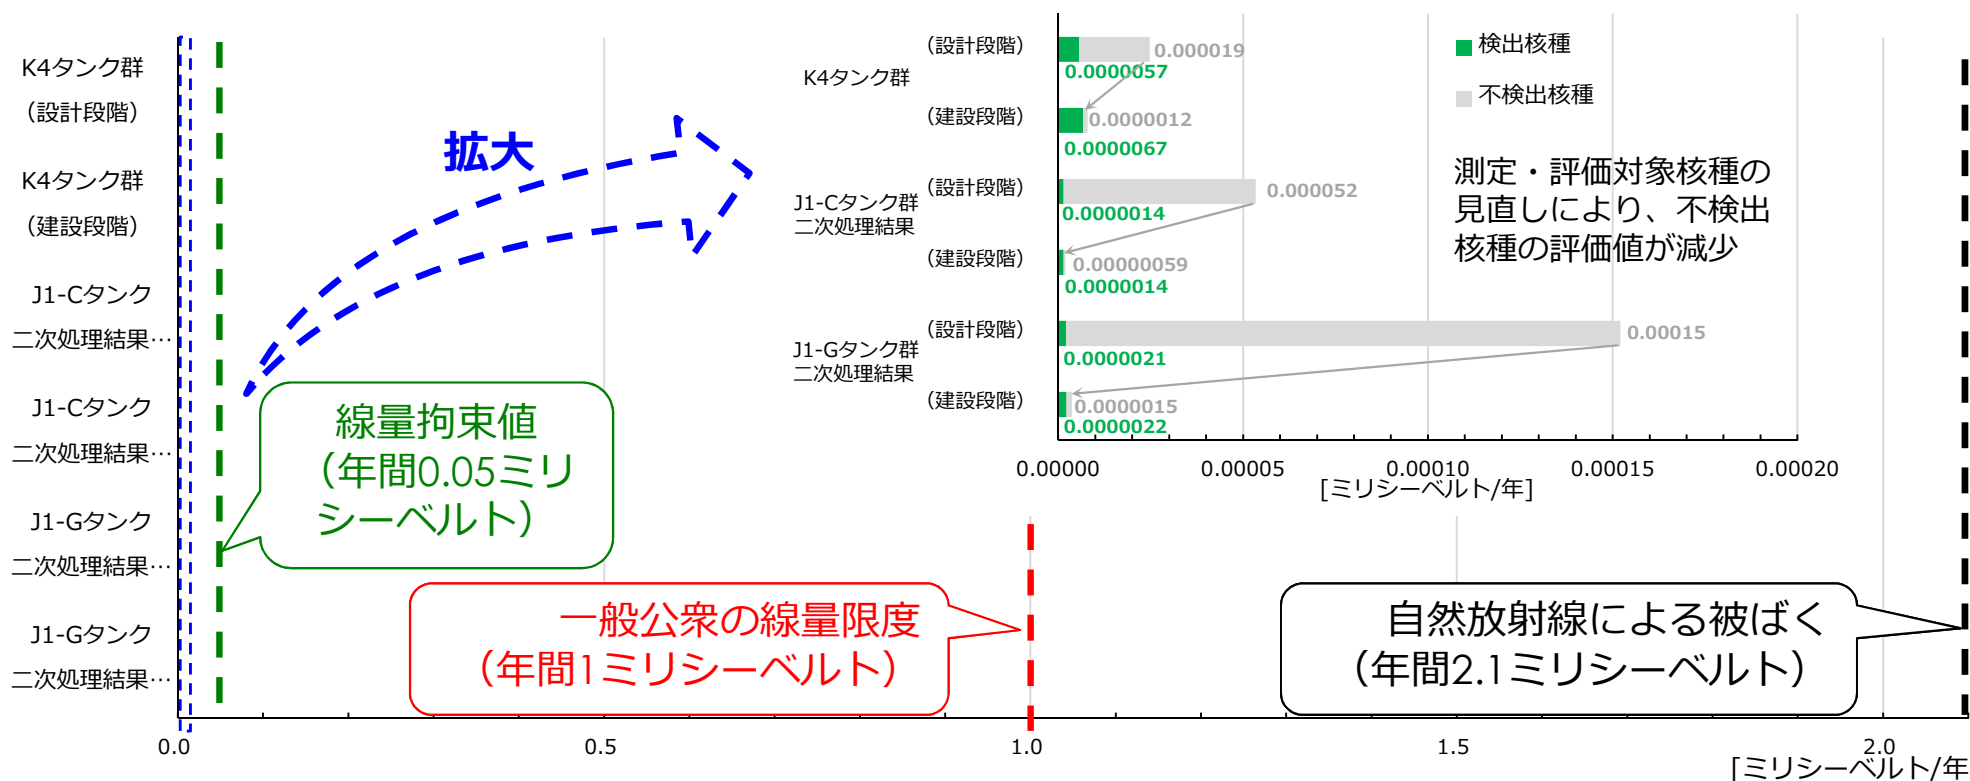 K4タンク群
（設計段階）
K4タンク群
（建設段階）
J1-Cタンク
二次処理結果…
J1-Cタンク
二次処理結果…
J1-Gタンク
二次処理結果…
J1-Gタンク
二次処理結果…
拡大
線量拘束値
（年間0.05ミリ
シーベルト）
一般公衆の線量限度
（年間1ミリシーベルト）
自然放射線による被ばく
（年間2.1ミリシーベルト）
0.0
0.5
1.0
1.5
2.0
[ミリシーベルト/年
K4タンク群
（設計段階）
0.000019
0.0000057
（建設段階）
0.0000012
0.0000067
J1-Cタンク群
二次処理結果
（設計段階）
0.000052
0.0000014
（建設段階）
0.00000059
0.0000014
J1-Gタンク群
二次処理結果
（設計段階）
0.00015
0.0000021
（建設段階）
0.0000015
0.0000022
0.00000
0.00005
0.00010
0.00015
0.00020
[ミリシーベルト/年]
検出核種
不検出核種
測定・評価対象核種の
見直しにより、不検出
核種の評価値が減少